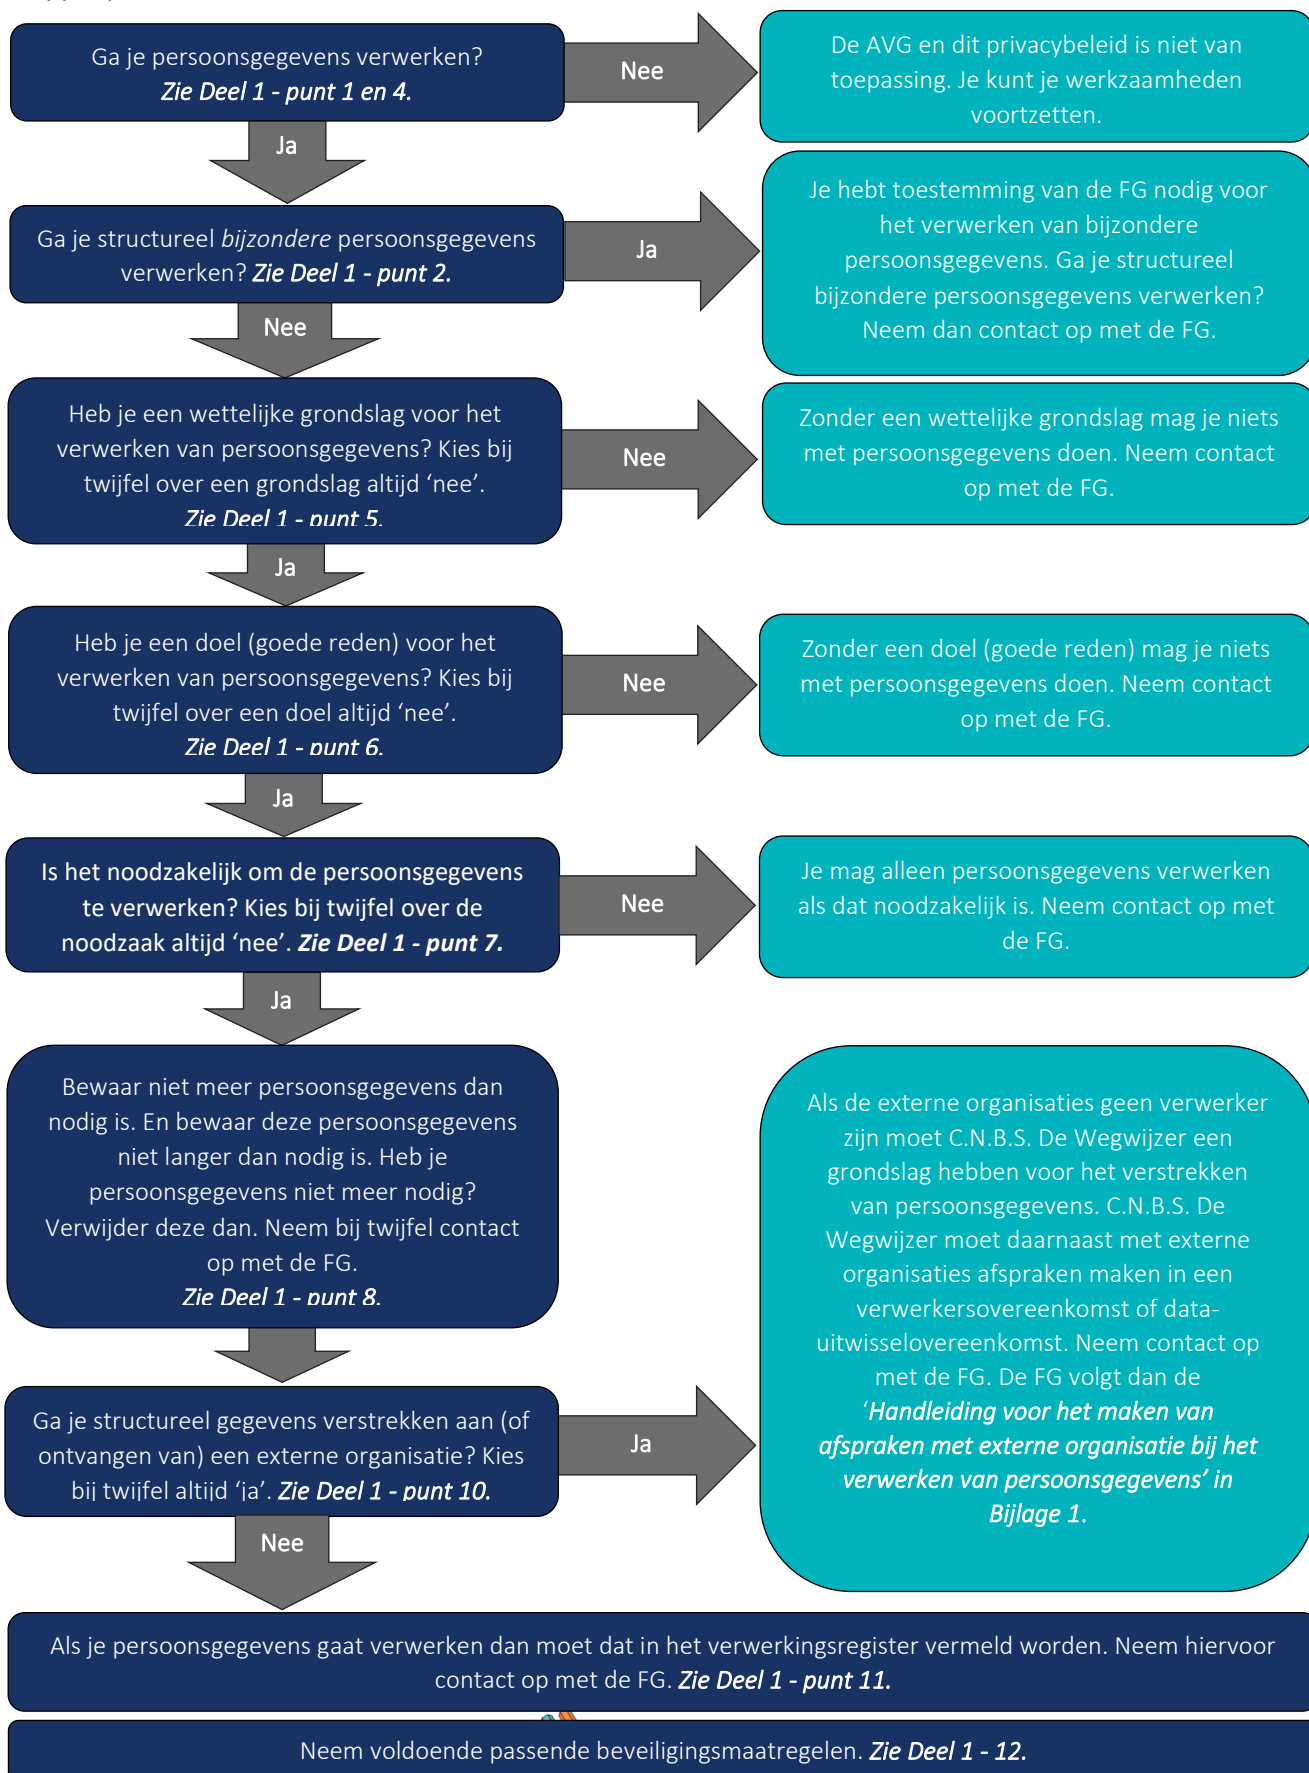 Ga je persoonsgegevens verwerken?
Zie Deel 1 - punt 1 en 4.
Nee
De AVG en dit privacybeleid is niet van
toepassing. Je kunt je werkzaamheden
voortzetten.
Ja
Ga je structureel bijzondere persoonsgegevens
verwerken? Zie Deel 1 - punt 2.
Ja
Je hebt toestemming van de FG nodig voor
het verwerken van bijzondere
persoonsgegevens. Ga je structureel
bijzondere persoonsgegevens verwerken?
Neem dan contact op met de FG.
Nee
Heb je een wettelijke grondslag voor het
verwerken van persoonsgegevens? Kies bij
twijfel over een grondslag altijd ‘nee’.
Zie Deel 1 - punt 5.
Nee
Zonder een wettelijke grondslag mag je niets
met persoonsgegevens doen. Neem contact
op met de FG.
Ja
Heb je een doel (goede reden) voor het
verwerken van persoonsgegevens? Kies bij
twijfel over een doel altijd ‘nee’.
Zie Deel 1 - punt 6.
Nee
Zonder een doel (goede reden) mag je niets
met persoonsgegevens doen. Neem contact
op met de FG.
Ja
Is het noodzakelijk om de persoonsgegevens
te verwerken? Kies bij twijfel over de
noodzaak altijd ‘nee’. Zie Deel 1 - punt 7.
Nee
Je mag alleen persoonsgegevens verwerken
als dat noodzakelijk is. Neem contact op met
de FG.
Ja
Bewaar niet meer persoonsgegevens dan
nodig is. En bewaar deze persoonsgegevens
niet langer dan nodig is. Heb je
persoonsgegevens niet meer nodig?
Verwijder deze dan. Neem bij twijfel contact
op met de FG.
Zie Deel 1 - punt 8.
Ga je structureel gegevens verstrekken aan (of
ontvangen van) een externe organisatie? Kies
bij twijfel altijd ‘ja’. Zie Deel 1 - punt 10.
Ja
Als de externe organisaties geen verwerker
zijn moet C.N.B.S. De Wegwijzer een
grondslag hebben voor het verstrekken
van persoonsgegevens. C.N.B.S. De
Wegwijzer moet daarnaast met externe
organisaties afspraken maken in een
verwerkersovereenkomst of data-
uitwisselovereenkomst. Neem contact op
met de FG. De FG volgt dan de
‘Handleiding voor het maken van
afspraken met externe organisatie bij het
verwerken van persoonsgegevens’ in
Bijlage 1.
Nee
Als je persoonsgegevens gaat verwerken dan moet dat in het verwerkingsregister vermeld worden. Neem hiervoor
contact op met de FG. Zie Deel 1 - punt 11.
Neem voldoende passende beveiligingsmaatregelen. Zie Deel 1 - 12.